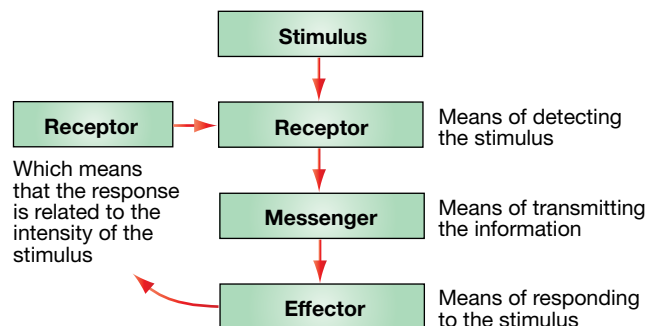 Stimulus
Receptor
Receptor
Means of detecting
the stimulus
Which means
that the response
is related to the
intensity of the
stimulus
Messenger
Means of transmitting
the information
Effector
Means of responding
to the stimulus